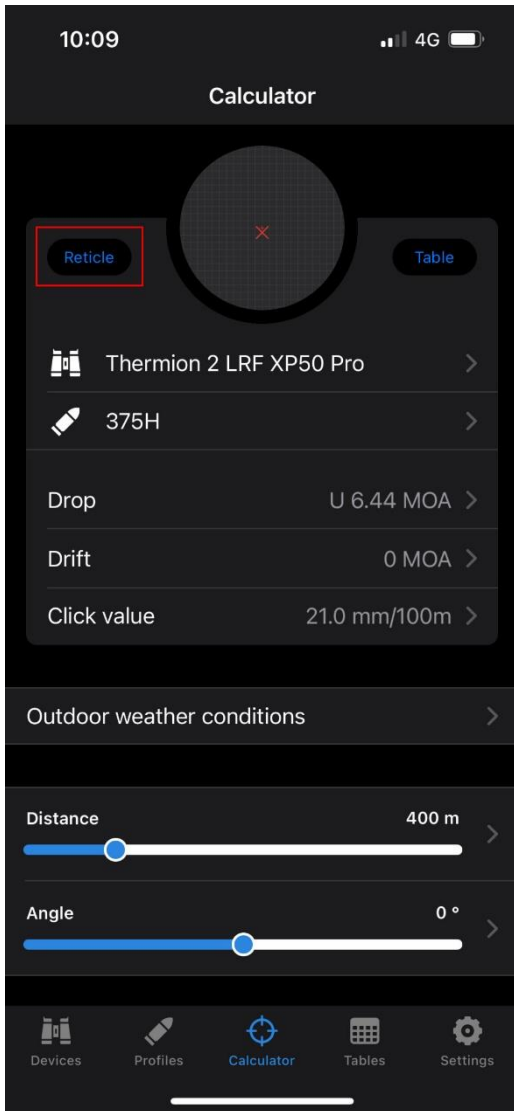 10:09 4G
Calculator
Reticle Table
Thermion 2 LRF XP50 Pro
375H
Drop U 6.44 MOA
Drift 0 MOA
Click value 21.0 mm/100m
Outdoor weather conditions
Distance 400 m
Angle 0 °
Devices Profiles Calculator Tables Settings